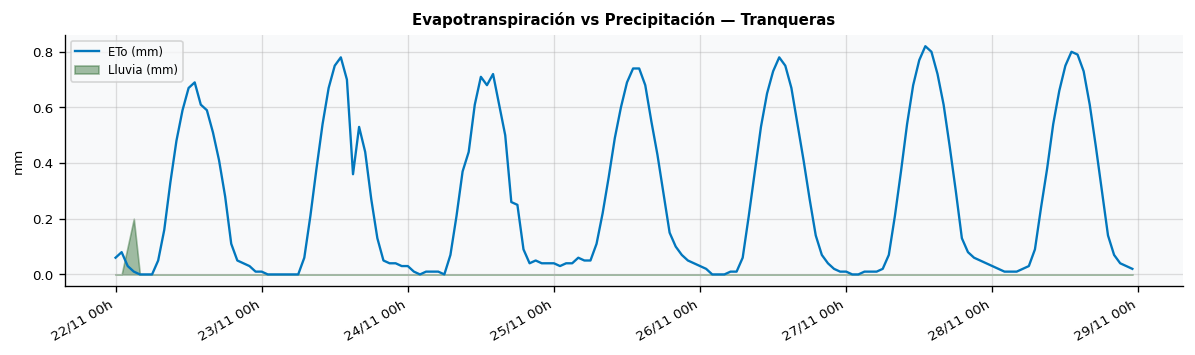 Evapotranspiración vs Precipitación — Tranqueras
ETo (mm)
Lluvia (mm)
mm
0.8
0.6
0.4
0.2
0.0
22/11 00h
23/11 00h
24/11 00h
25/11 00h
26/11 00h
27/11 00h
28/11 00h
29/11 00h